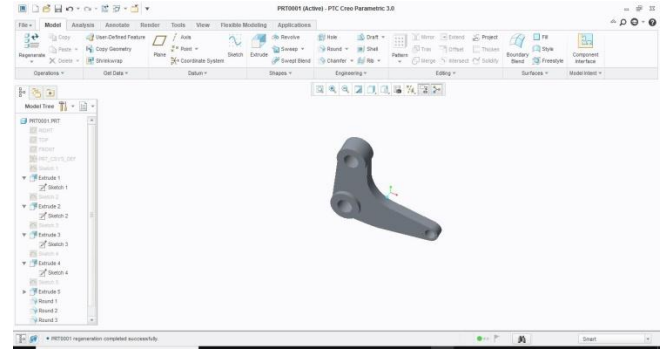 PRT0001 (Active) - PTC Creo Parametric 3.0
File Model Analysis Annotate Render Tools View Flexible Modeling Applications
Regenerate
Copy
Paste
Delete
User-Defined Feature
Copy Geometry
Shrinkwrap
Plane
Axis
Point
Coordinate System
Sketch
Extrude
Revolve
Sweep
Swept Blend
Hole
Round
Chamfer
Draft
Shell
Rib
Pattern
Mirror
Trim
Merge
Extend
Offset
Intersect
Project
Thicken
Solidify
Boundary Blend
Fill
Style
Freestyle
Component Interface
Operations Get Data Datum Shapes Engineering Editing Surfaces Model Intent
Model Tree
PRT0001.PRT
RIGHT
TOP
FRONT
PRT_CSYS_DEF
Sketch 1
Extrude 1
Sketch 1
Sketch 2
Extrude 2
Sketch 2
Sketch 3
Extrude 3
Sketch 3
Sketch 4
Extrude 4
Sketch 4
Sketch 5
Extrude 5
Round 1
Round 2
Round 3
• PRT0001 regeneration completed successfully.
Smart